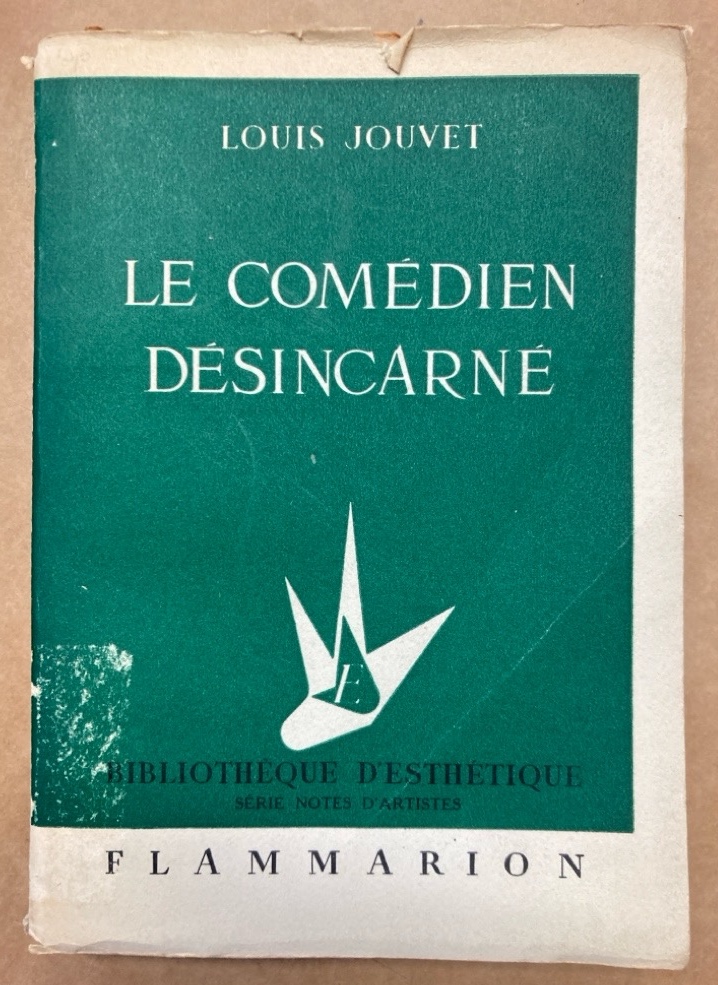 LOUIS JOUVET
LE COMÉDIEN
DÉSINCARNÉ
E
BIBLIOTHÈQUE D'ESTHÉTIQUE
SÉRIE NOTES D'ARTISTES
FLAMMARION